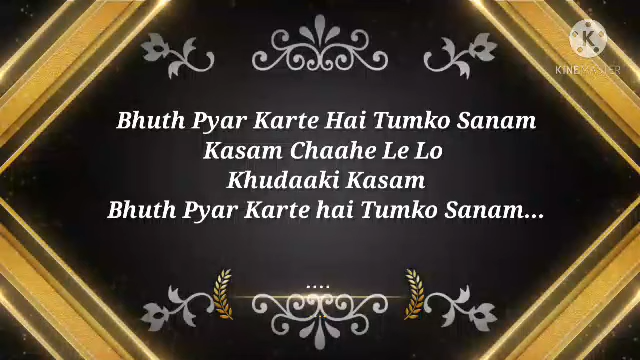 KINEMASTER
Bhuth Pyar Karte Hai Tumko Sanam
Kasam Chaahe Le Lo
Khudaaki Kasam
Bhuth Pyar Karte hai Tumko Sanam...
....